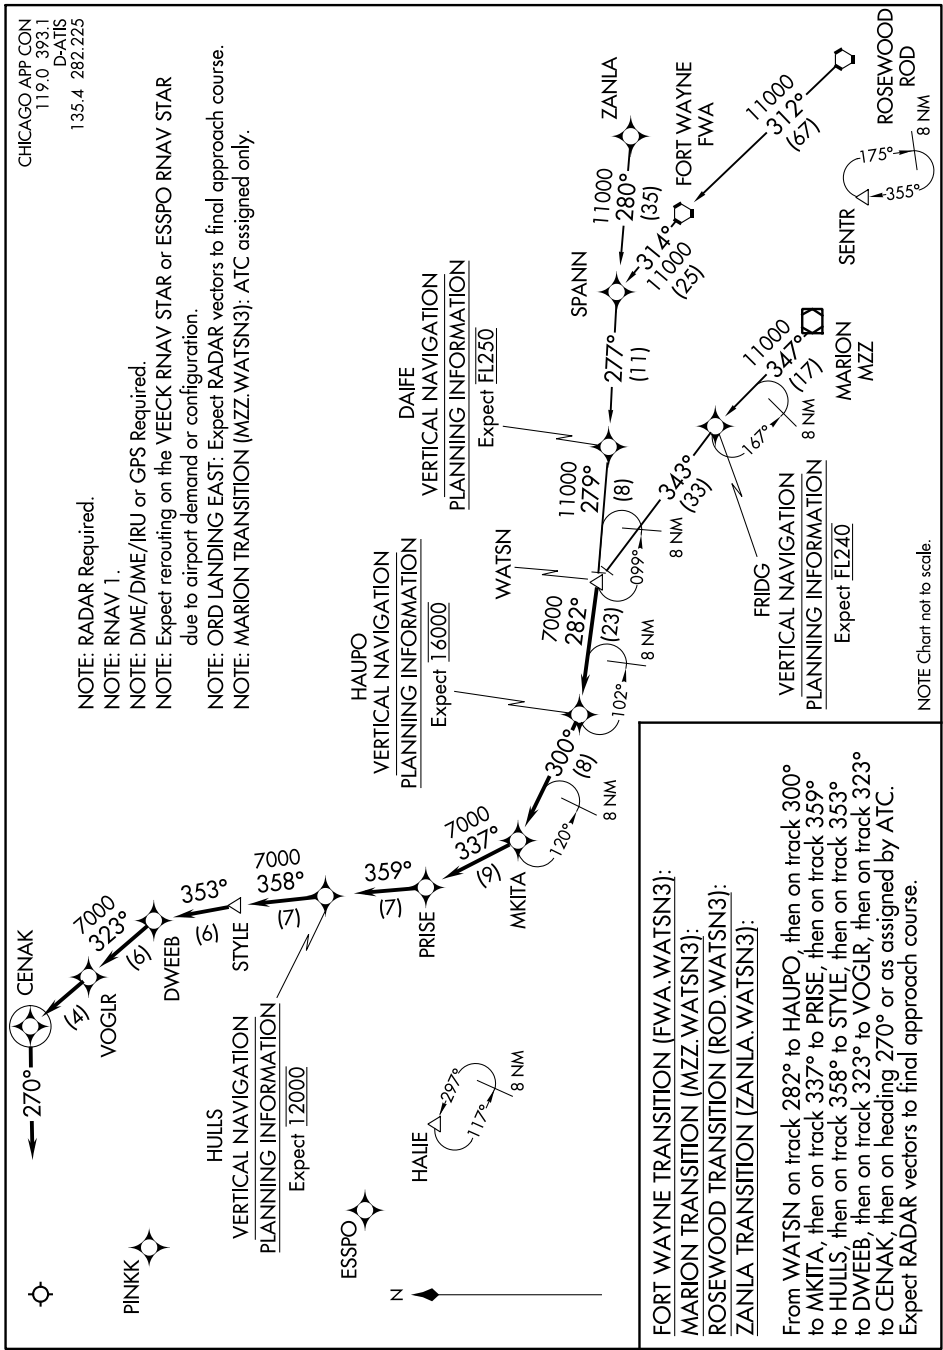 CHICAGO APP CON
119.0 393.1
D-ATIS
135.4 282.225
NOTE: RADAR Required.
NOTE: RNAV 1.
NOTE: DME/DME/IRU or GPS Required.
NOTE: Expect rerouting on the VEECK RNAV STAR or ESSPO RNAV STAR
due to airport demand or configuration.
NOTE: ORD LANDING EAST: Expect RADAR vectors to final approach course.
NOTE: MARION TRANSITION (MZZ.WATSN3): ATC assigned only.
PINKK
270°
CENAK
(4)
VOGLR
7000
323°
(6)
DWEEB
353°
(6)
STYLE
7000
358°
(7)
HULLS
VERTICAL NAVIGATION
PLANNING INFORMATION
Expect 12000
359°
(7)
PRISE
7000
337°
(9)
MKITA
120°
8 NM
300°
(8)
HAUPO
VERTICAL NAVIGATION
PLANNING INFORMATION
Expect 16000
102°
8 NM
7000
282°
(23)
WATSN
099°
8 NM
11000
279°
(8)
DAIFE
VERTICAL NAVIGATION
PLANNING INFORMATION
Expect FL250
277°
(11)
SPANN
11000
280°
(35)
ZANLA
314°
11000
(25)
FORT WAYNE
FWA
11000
312°
(67)
ROSEWOOD
ROD
SENTR
175°
355°
8 NM
343°
(33)
FRIDG
VERTICAL NAVIGATION
PLANNING INFORMATION
Expect FL240
167°
8 NM
11000
347°
(17)
MARION
MZZ
HALIE
297°
117°
8 NM
ESSPO
N
NOTE Chart not to scale.
FORT WAYNE TRANSITION (FWA.WATSN3):
MARION TRANSITION (MZZ.WATSN3):
ROSEWOOD TRANSITION (ROD.WATSN3):
ZANLA TRANSITION (ZANLA.WATSN3):
From WATSN on track 282° to HAUPO, then on track 300°
to MKITA, then on track 337° to PRISE, then on track 359°
to HULLS, then on track 358° to STYLE, then on track 353°
to DWEEB, then on track 323° to VOGLR, then on track 323°
to CENAK, then on heading 270° or as assigned by ATC.
Expect RADAR vectors to final approach course.